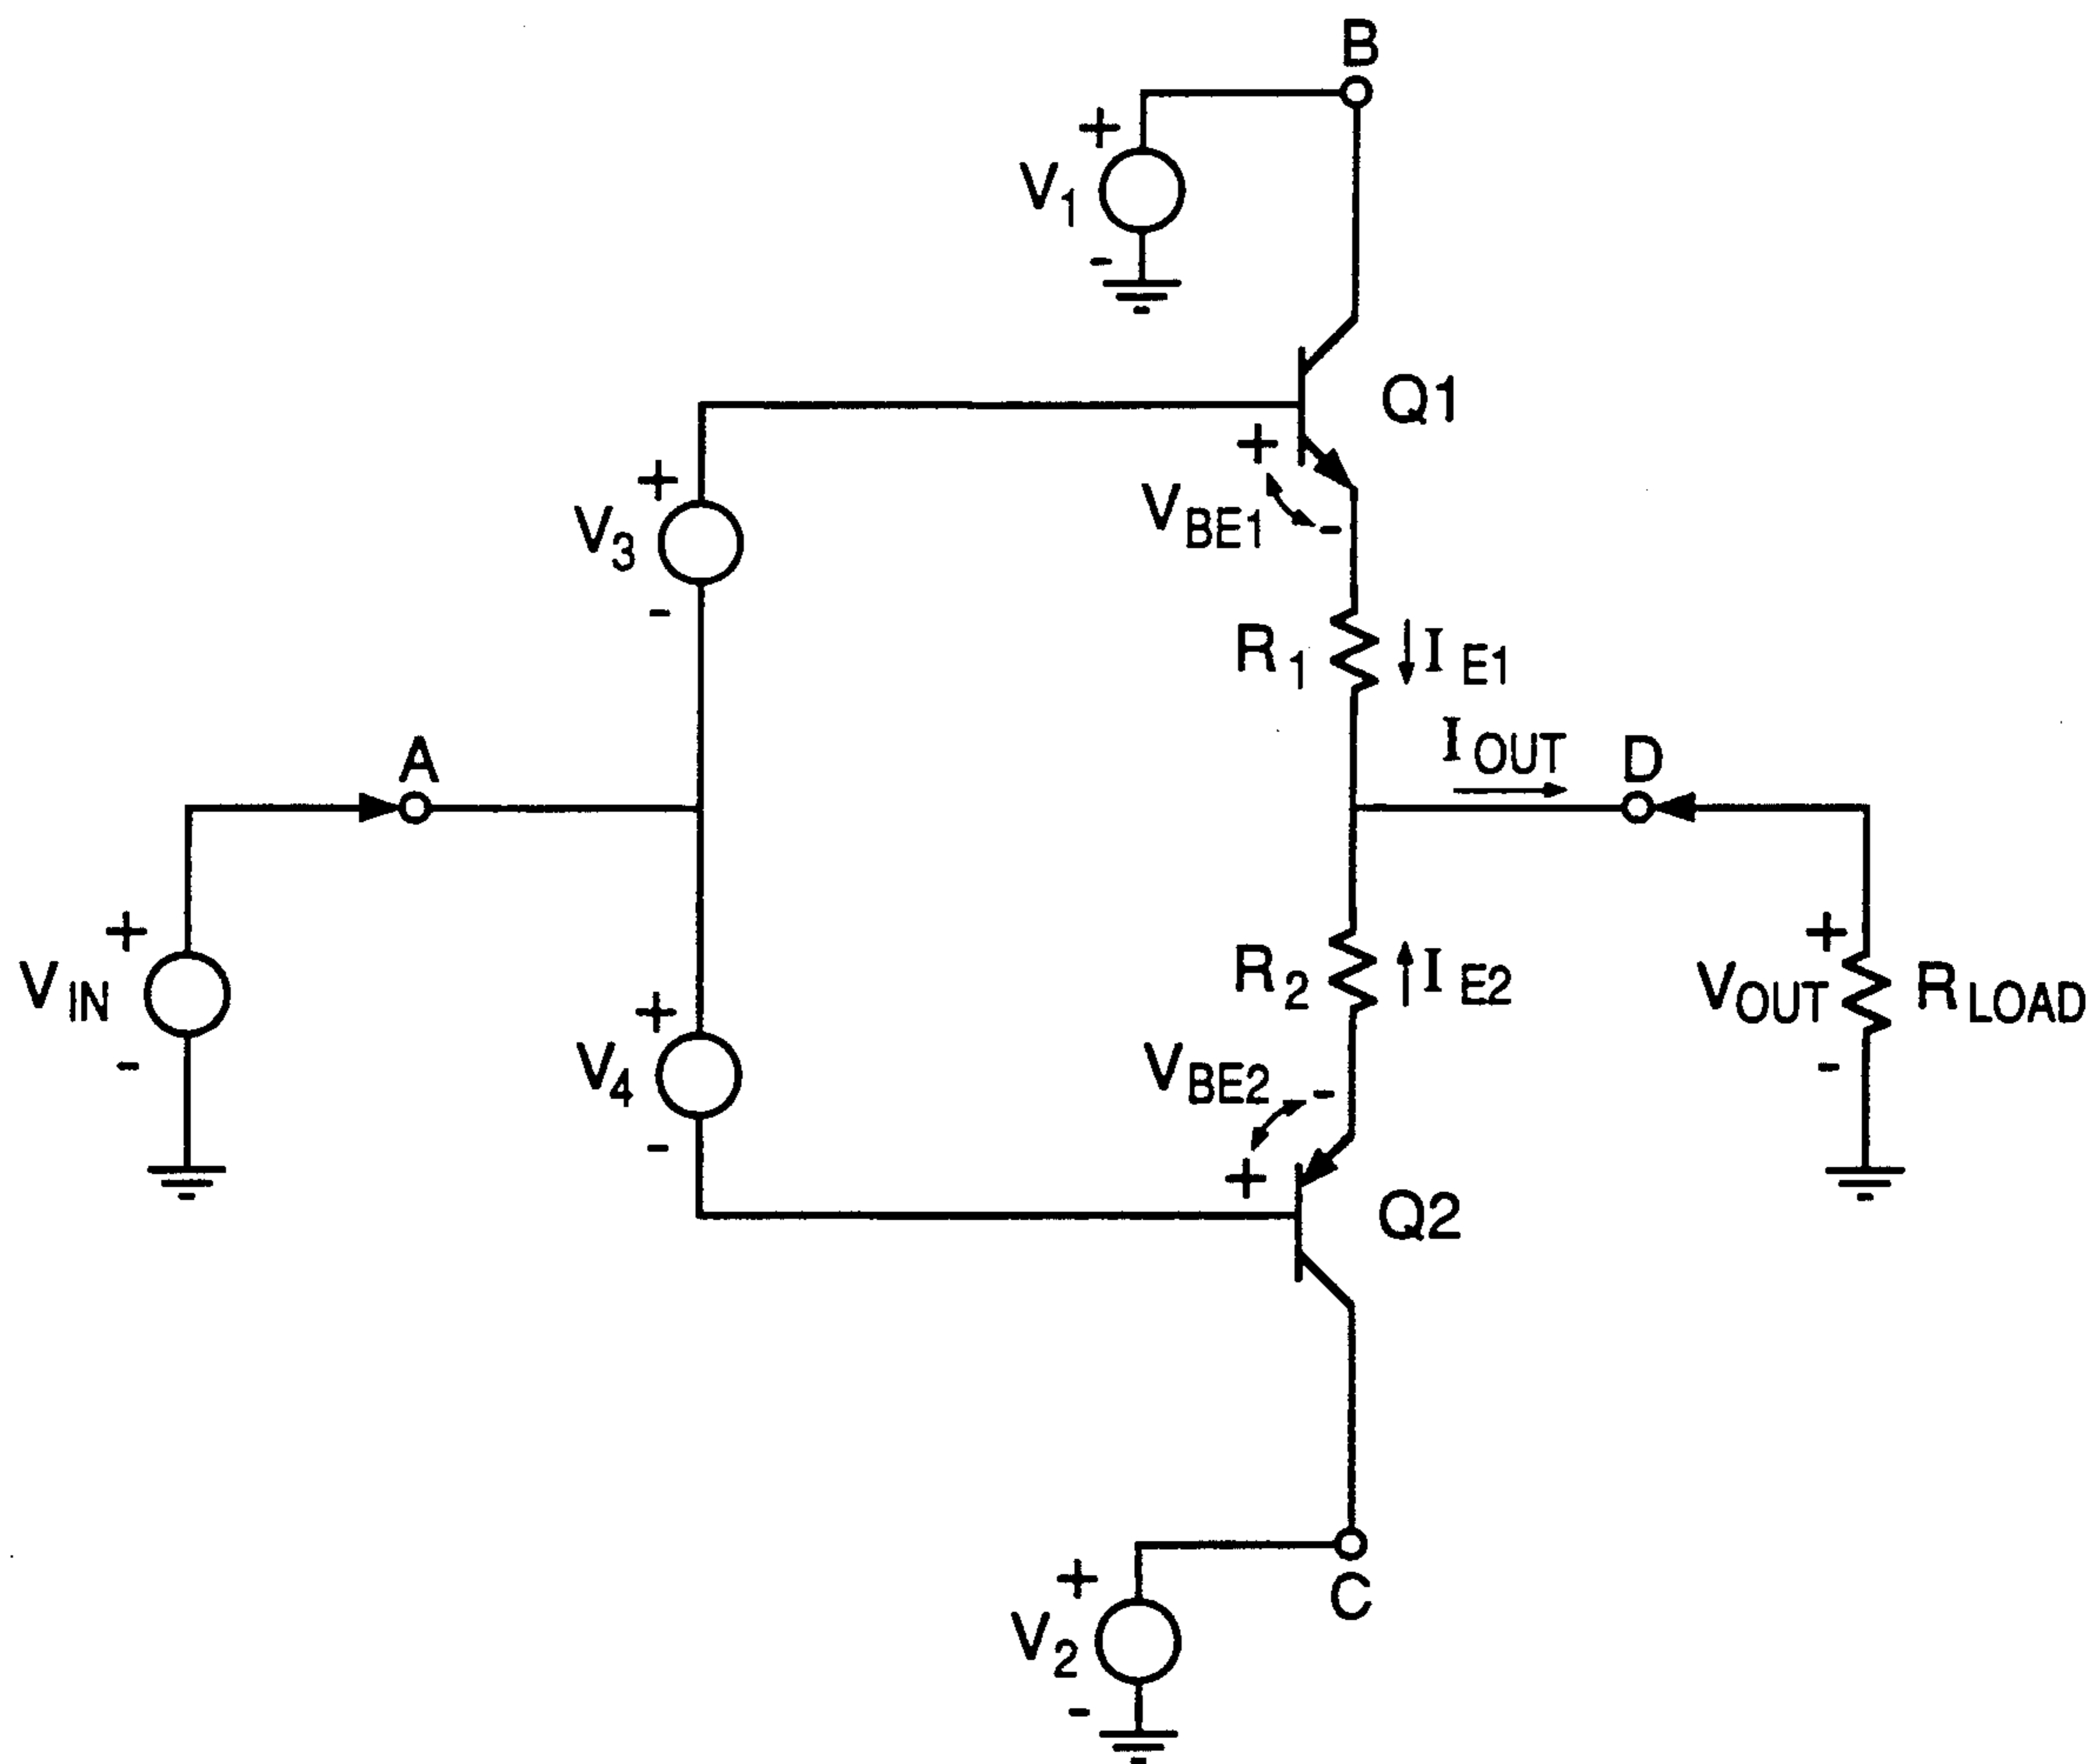 B
+
V1
-
Q1
+
VBE1
-
+
V3
-
R1
IE1
A
IOUT
D
+
VIN
-
+
V4
-
R2
IE2
+
VOUT
-
RLOAD
VBE2
-
+
Q2
C
+
V2
-